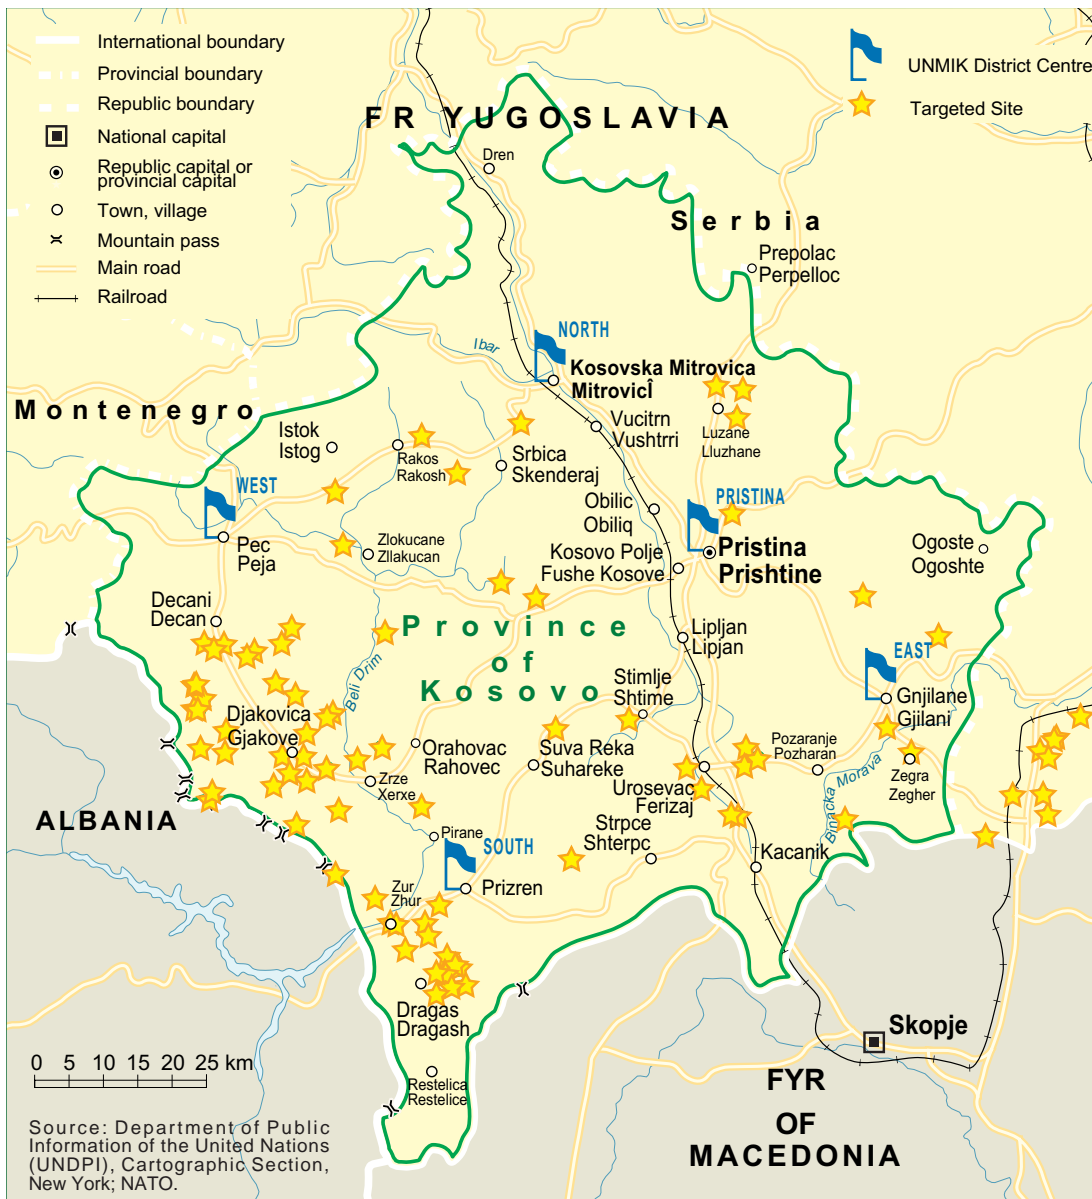 International boundary
Provincial boundary
Republic boundary
National capital
Republic capital or
provincial capital
Town, village
Mountain pass
Main road
Railroad
UNMIK District Centre
Targeted Site
FR YUGOSLAVIA
Dren
Serbia
Prepolac
Perpelloc
Ibar
NORTH
Kosovska Mitrovica
Mitrovicî
Montenegro
Istok
Istog
Rakos
Rakosh
Srbica
Skenderaj
Vucitrn
Vushtrri
Luzane
Lluzhane
WEST
Pec
Peja
Zlokucane
Zllakucan
Obilic
Obiliq
PRISTINA
Pristina
Prishtine
Kosovo Polje
Fushe Kosove
Ogoste
Ogoshte
Decani
Decan
Province
of
Kosovo
Beli Drim
Lipljan
Lipjan
EAST
Gnjilane
Gjilani
Stimlje
Shtime
Djakovica
Gjakove
Orahovac
Rahovec
Suva Reka
Suhareke
Pozaranje
Pozharan
Zegra
Zegher
Binacka Morava
Zrze
Xerxe
Urosevac
Ferizaj
ALBANIA
Pirane
SOUTH
Prizren
Strpce
Shterpc
Kacanik
Zur
Zhur
Dragas
Dragash
Restelica
Restelice
Skopje
FYR
OF
MACEDONIA
0 5 10 15 20 25 km
Source: Department of Public
Information of the United Nations
(UNDPI), Cartographic Section,
New York; NATO.